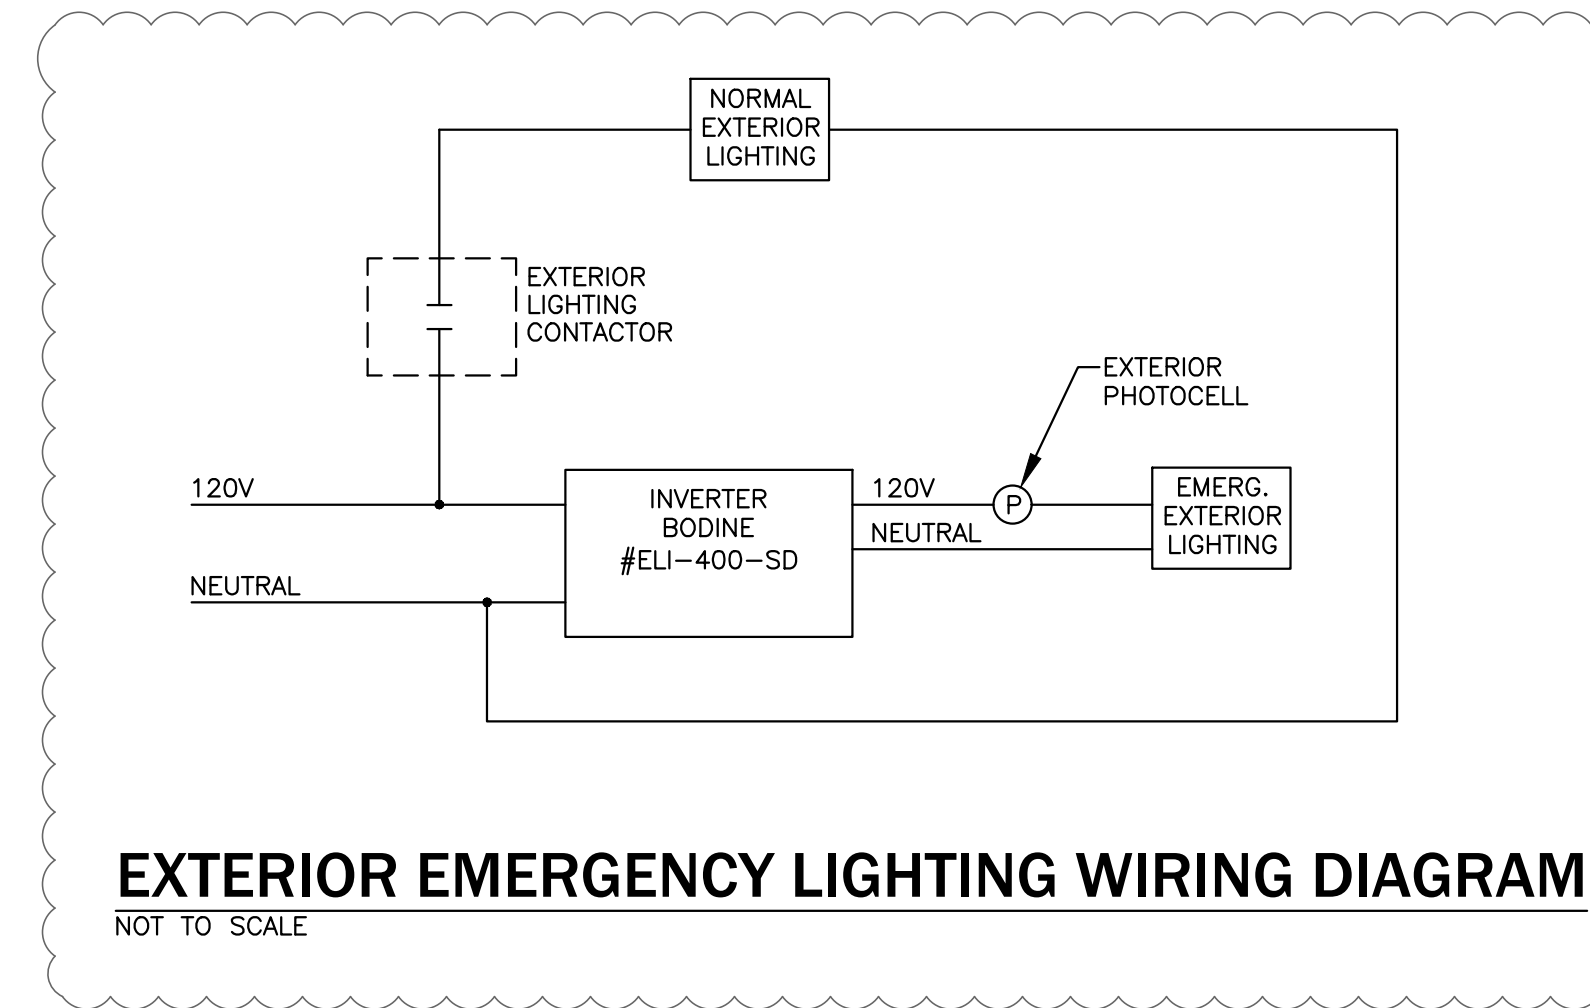 NORMAL
EXTERIOR
LIGHTING
EXTERIOR
LIGHTING
CONTACTOR
EXTERIOR
PHOTOCELL
120V
INVERTER
BODINE
#ELI-400-SD
120V
P
EMERG.
EXTERIOR
LIGHTING
NEUTRAL
NEUTRAL
EXTERIOR EMERGENCY LIGHTING WIRING DIAGRAM
NOT TO SCALE